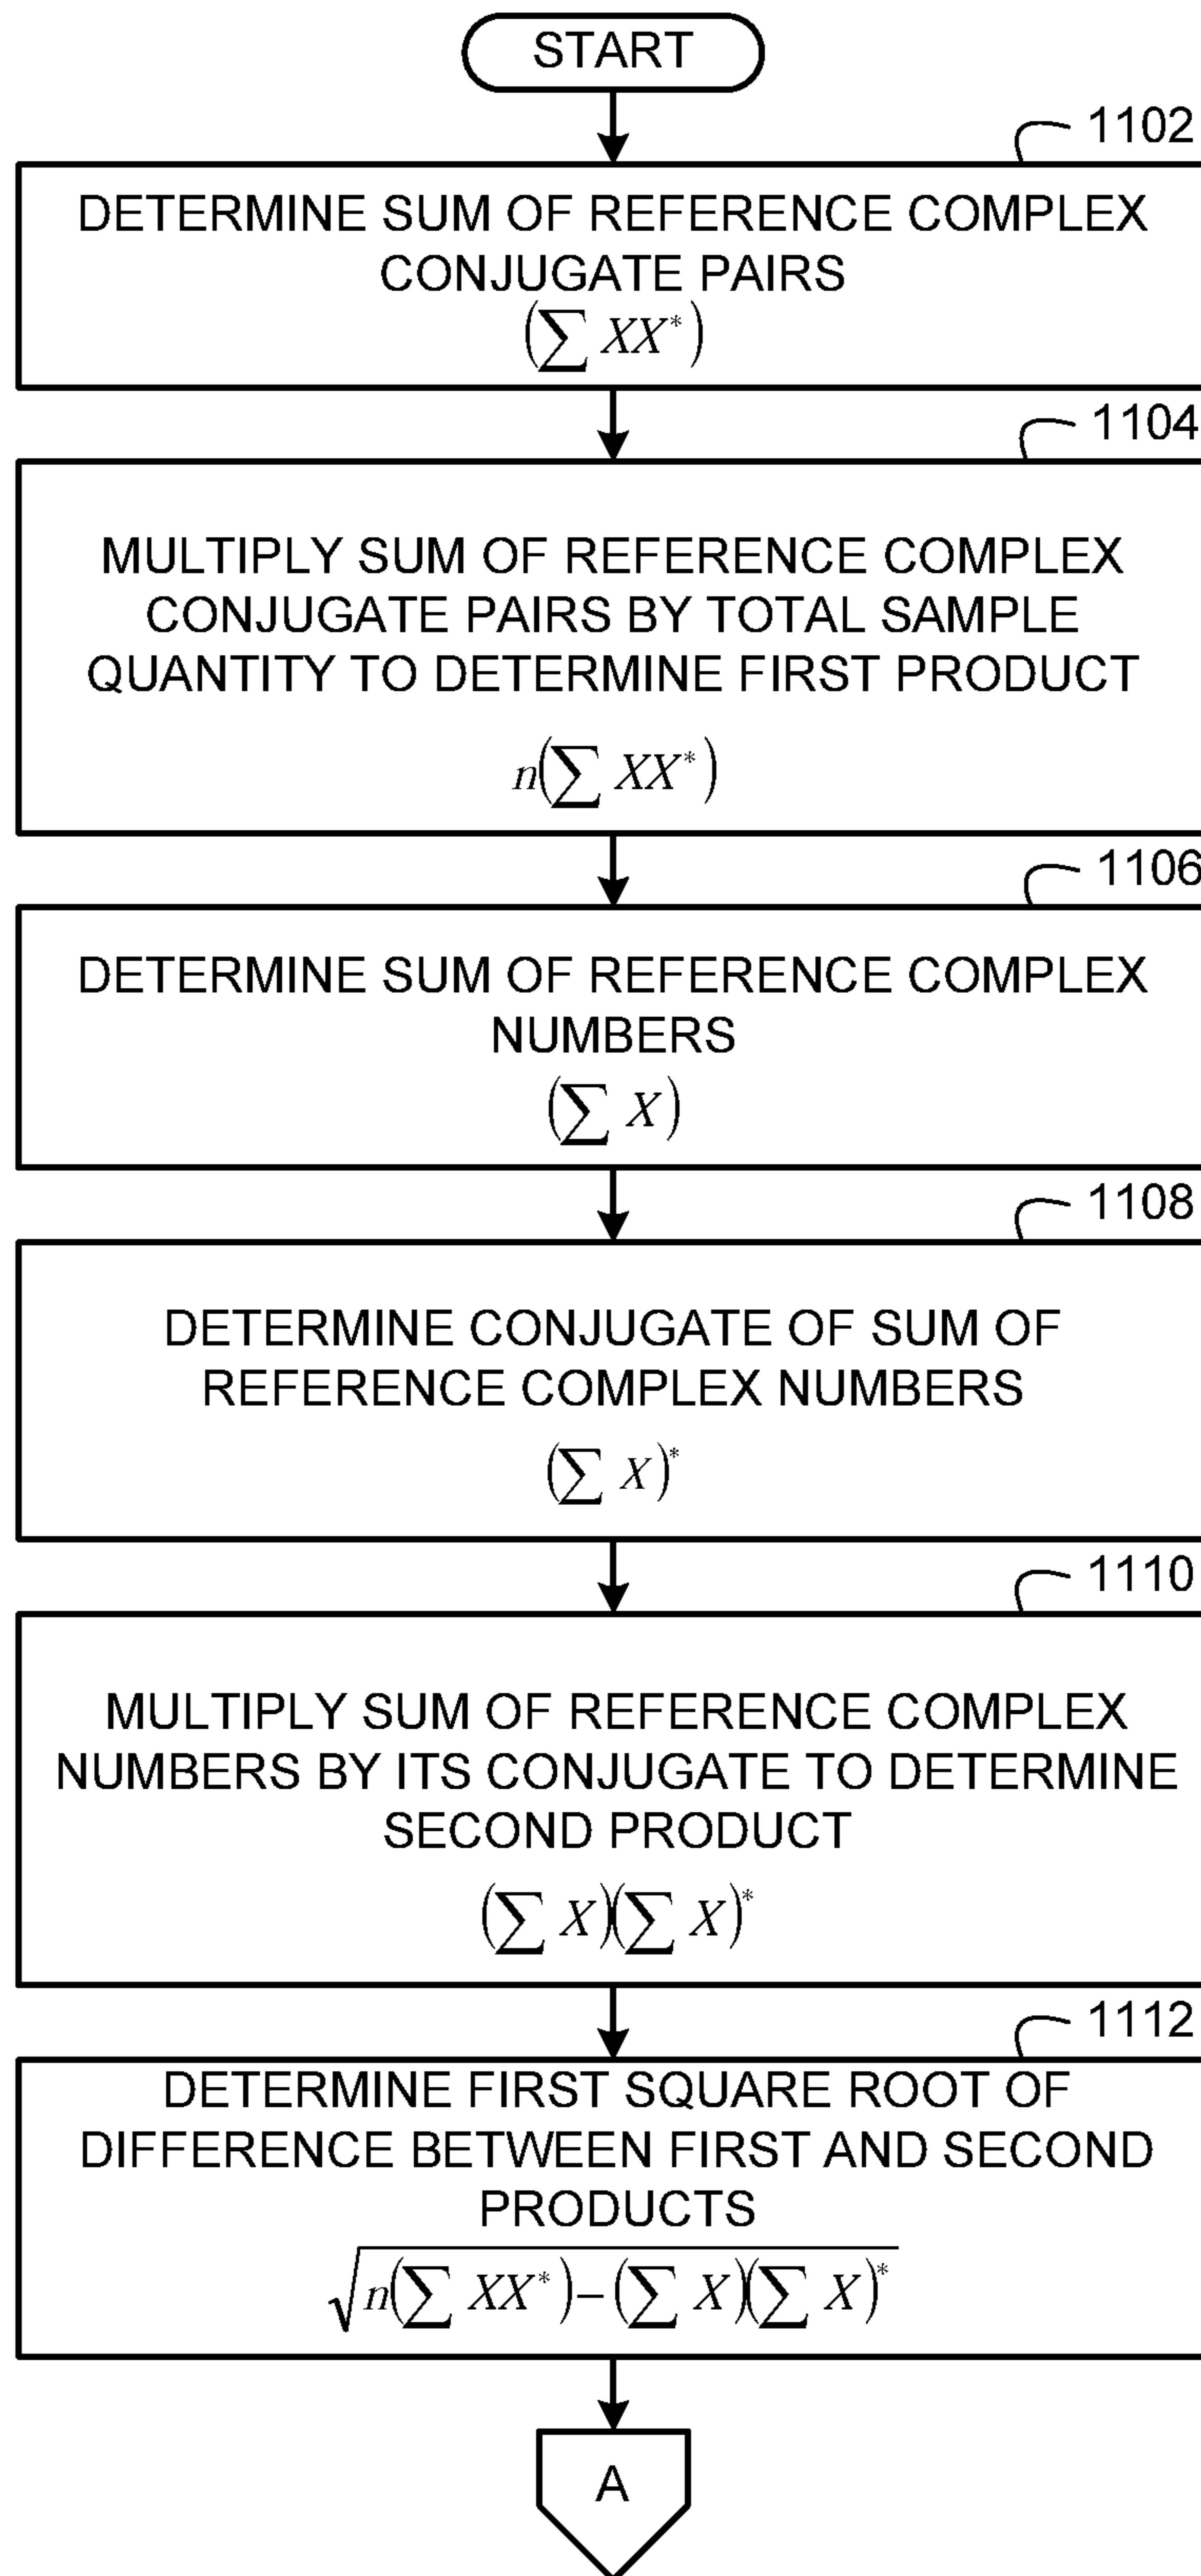 START
1102
DETERMINE SUM OF REFERENCE COMPLEX
CONJUGATE PAIRS
(∑ XX*)
1104
MULTIPLY SUM OF REFERENCE COMPLEX
CONJUGATE PAIRS BY TOTAL SAMPLE
QUANTITY TO DETERMINE FIRST PRODUCT
n(∑ XX*)
1106
DETERMINE SUM OF REFERENCE COMPLEX
NUMBERS
(∑ X)
1108
DETERMINE CONJUGATE OF SUM OF
REFERENCE COMPLEX NUMBERS
(∑ X)*
1110
MULTIPLY SUM OF REFERENCE COMPLEX
NUMBERS BY ITS CONJUGATE TO DETERMINE
SECOND PRODUCT
(∑ X)(∑ X)*
1112
DETERMINE FIRST SQUARE ROOT OF
DIFFERENCE BETWEEN FIRST AND SECOND
PRODUCTS
√(n(∑ XX*)−(∑ X)(∑ X)*)
A